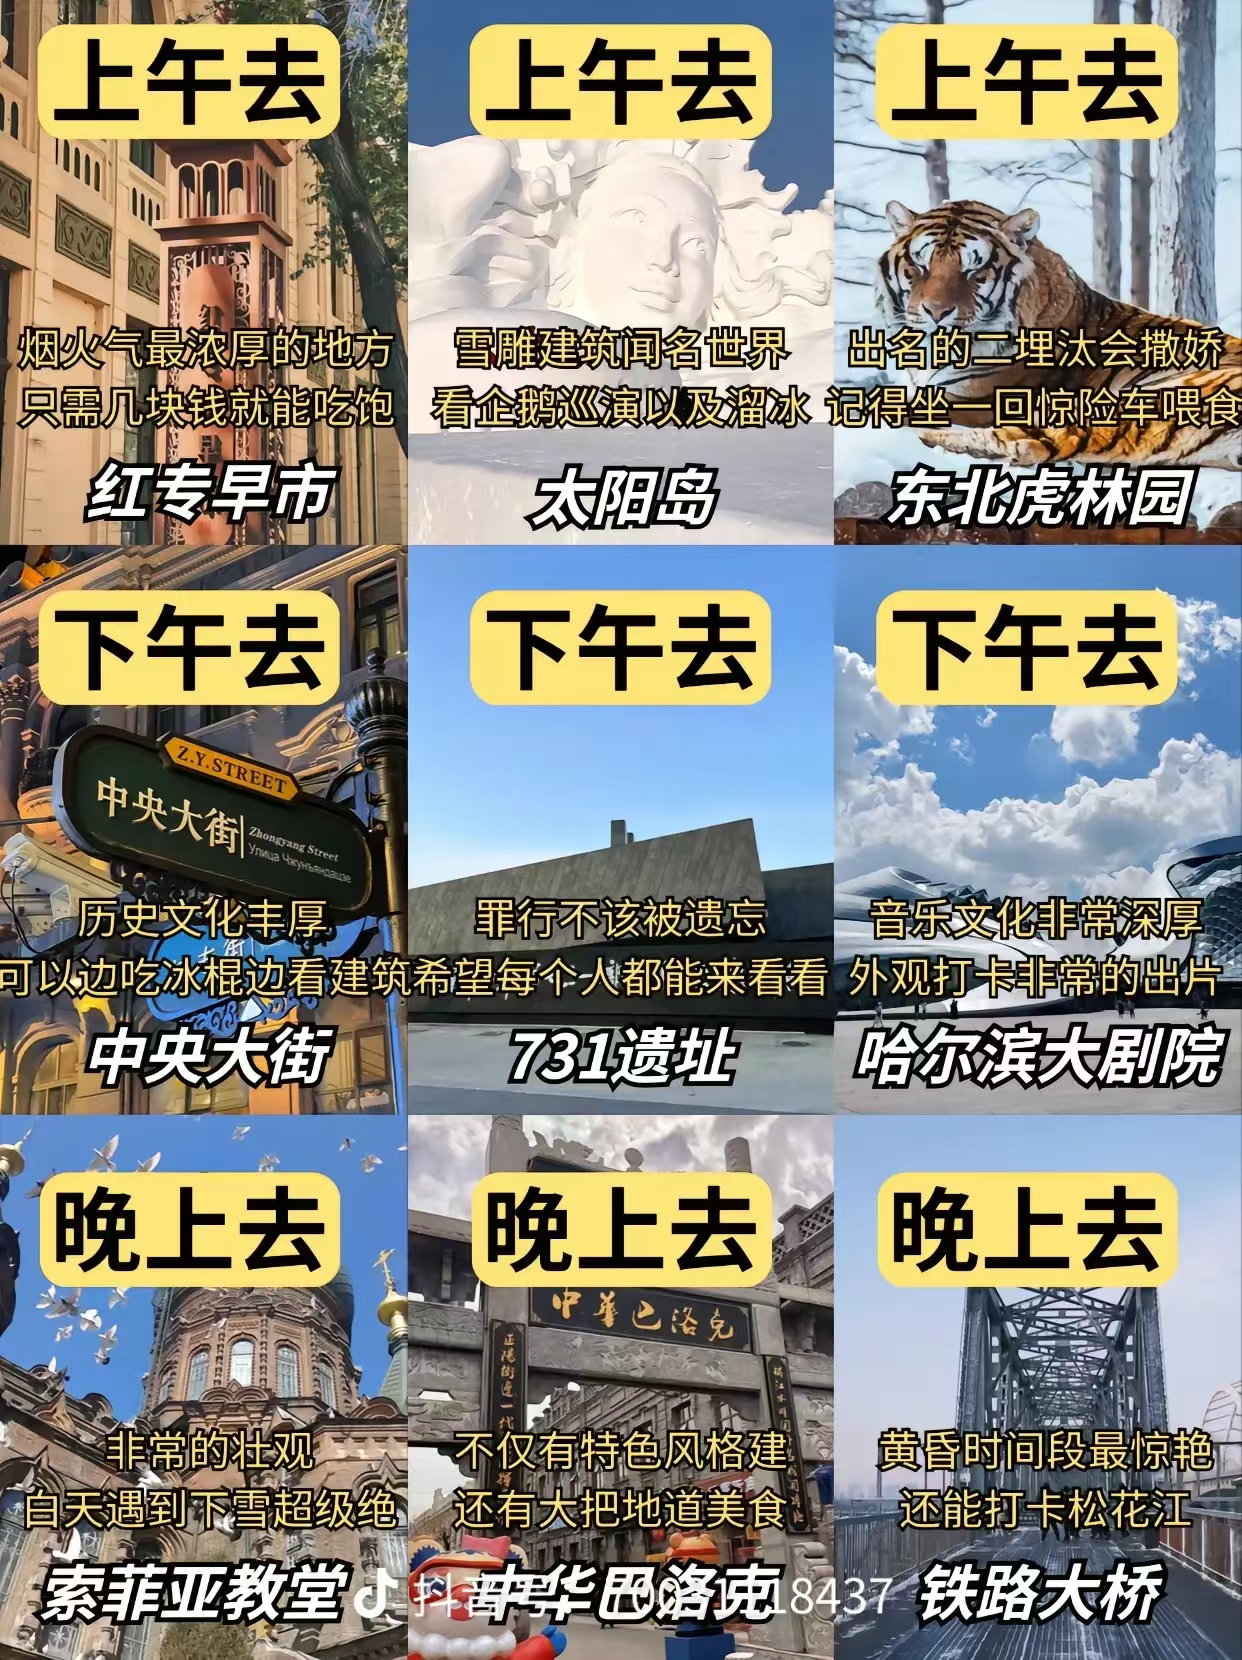 上午去
烟火气最浓厚的地方
只需几块钱就能吃饱
红专早市
上午去
雪雕建筑闻名世界
看企鹅巡演以及溜冰
太阳岛
上午去
出名的二埋汰会撒娇
记得坐一回惊险车喂食
东北虎林园
下午去
Z.Y.STREET
中央大街
Zhongyang Street
Улица Чжунъяндацзе
历史文化丰厚
可以边吃冰棍边看建筑
中央大街
下午去
罪行不该被遗忘
希望每个人都能来看看
731遗址
下午去
音乐文化非常深厚
外观打卡非常的出片
哈尔滨大剧院
晚上去
非常的壮观
白天遇到下雪超级绝
索菲亚教堂
晚上去
中華巴洛克
不仅有特色风格建
还有大把地道美食
中华巴洛克
晚上去
黄昏时间段最惊艳
还能打卡松花江
铁路大桥
抖音号